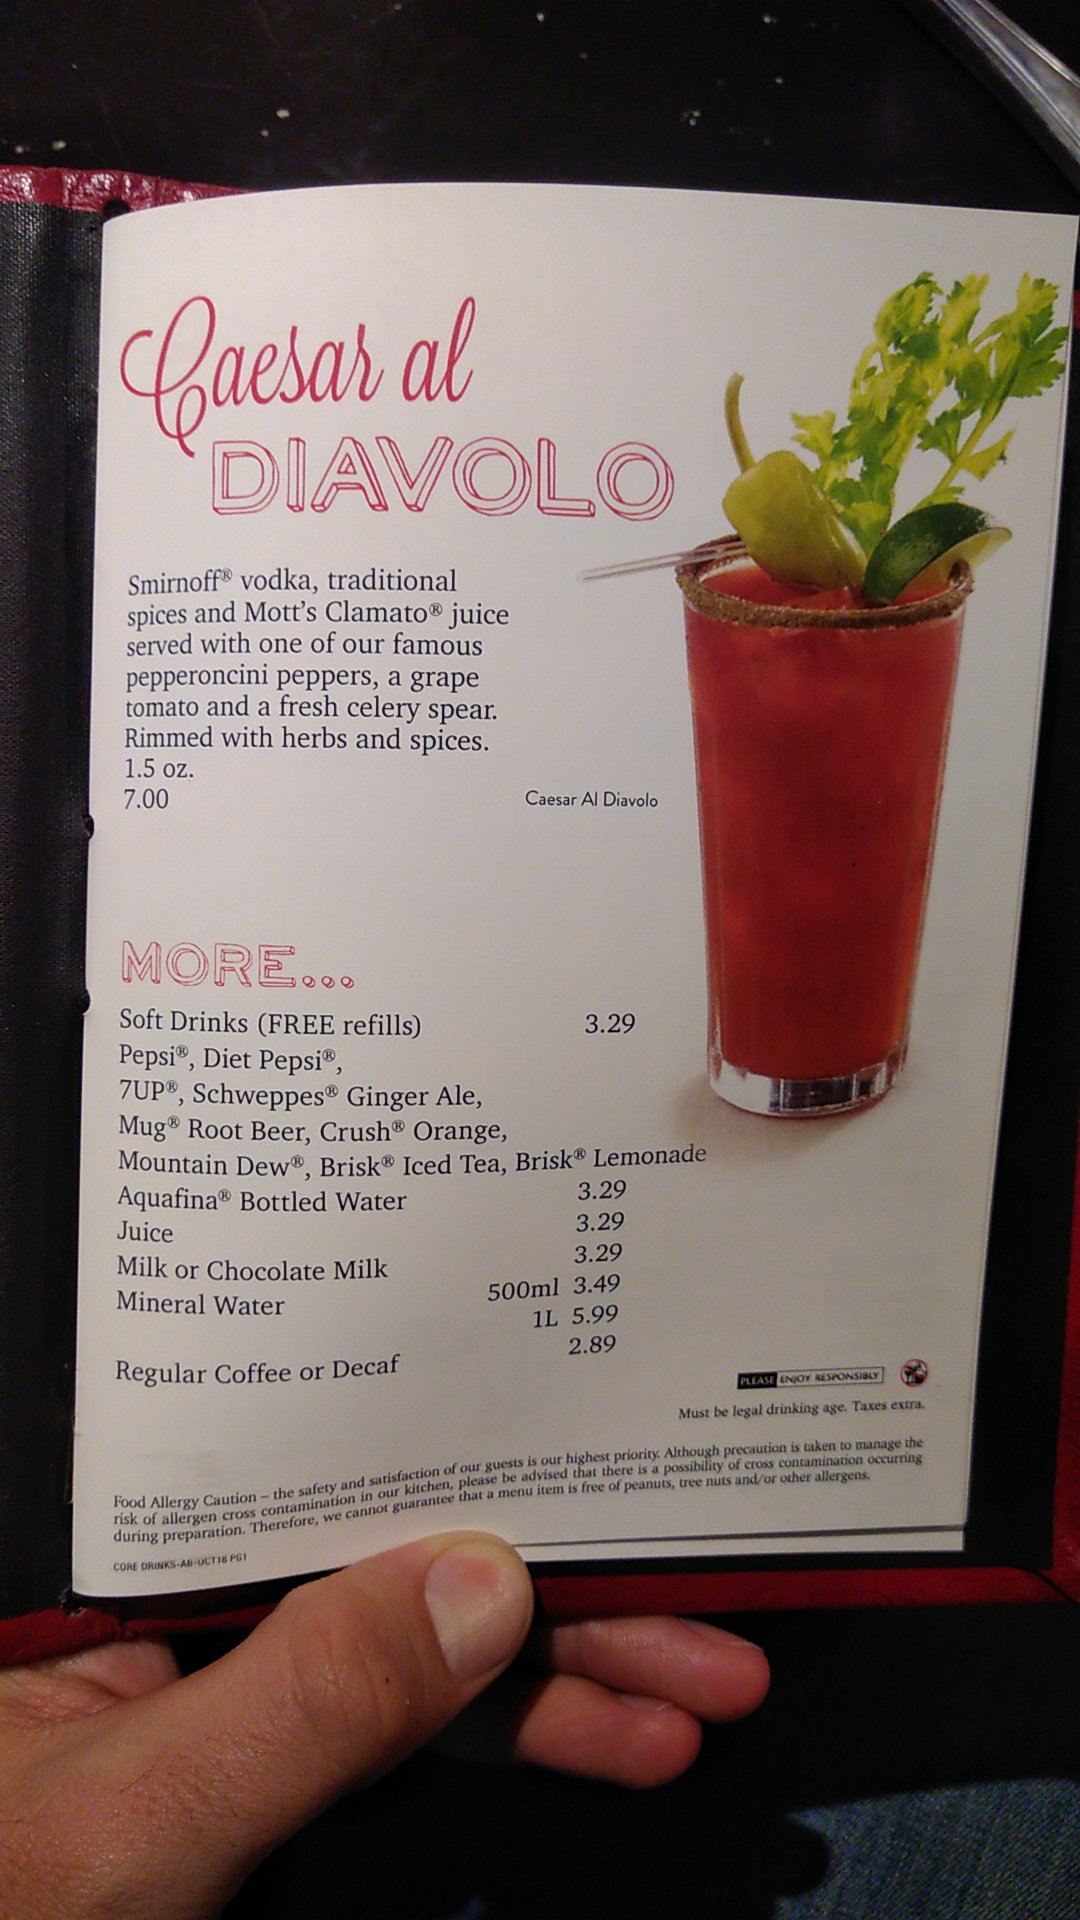 Caesar al
DIAVOLO
Smirnoff® vodka, traditional
spices and Mott's Clamato® juice
served with one of our famous
pepperoncini peppers, a grape
tomato and a fresh celery spear.
Rimmed with herbs and spices.
1.5 oz.
7.00
Caesar Al Diavolo
MORE...
Soft Drinks (FREE refills) 3.29
Pepsi®, Diet Pepsi®,
7UP®, Schweppes® Ginger Ale,
Mug® Root Beer, Crush® Orange,
Mountain Dew®, Brisk® Iced Tea, Brisk® Lemonade
Aquafina® Bottled Water 3.29
Juice 3.29
Milk or Chocolate Milk 3.29
Mineral Water 500ml 3.49
1L 5.99
Regular Coffee or Decaf 2.89
PLEASE ENJOY RESPONSIBLY
Must be legal drinking age. Taxes extra.
Food Allergy Caution – the safety and satisfaction of our guests is our highest priority. Although precaution is taken to manage the
risk of allergen cross contamination in our kitchen, please be advised that there is a possibility of cross contamination occurring
during preparation. Therefore, we cannot guarantee that a menu item is free of peanuts, tree nuts and/or other allergens.
CORE DRINKS-AB-OCT18 PG1